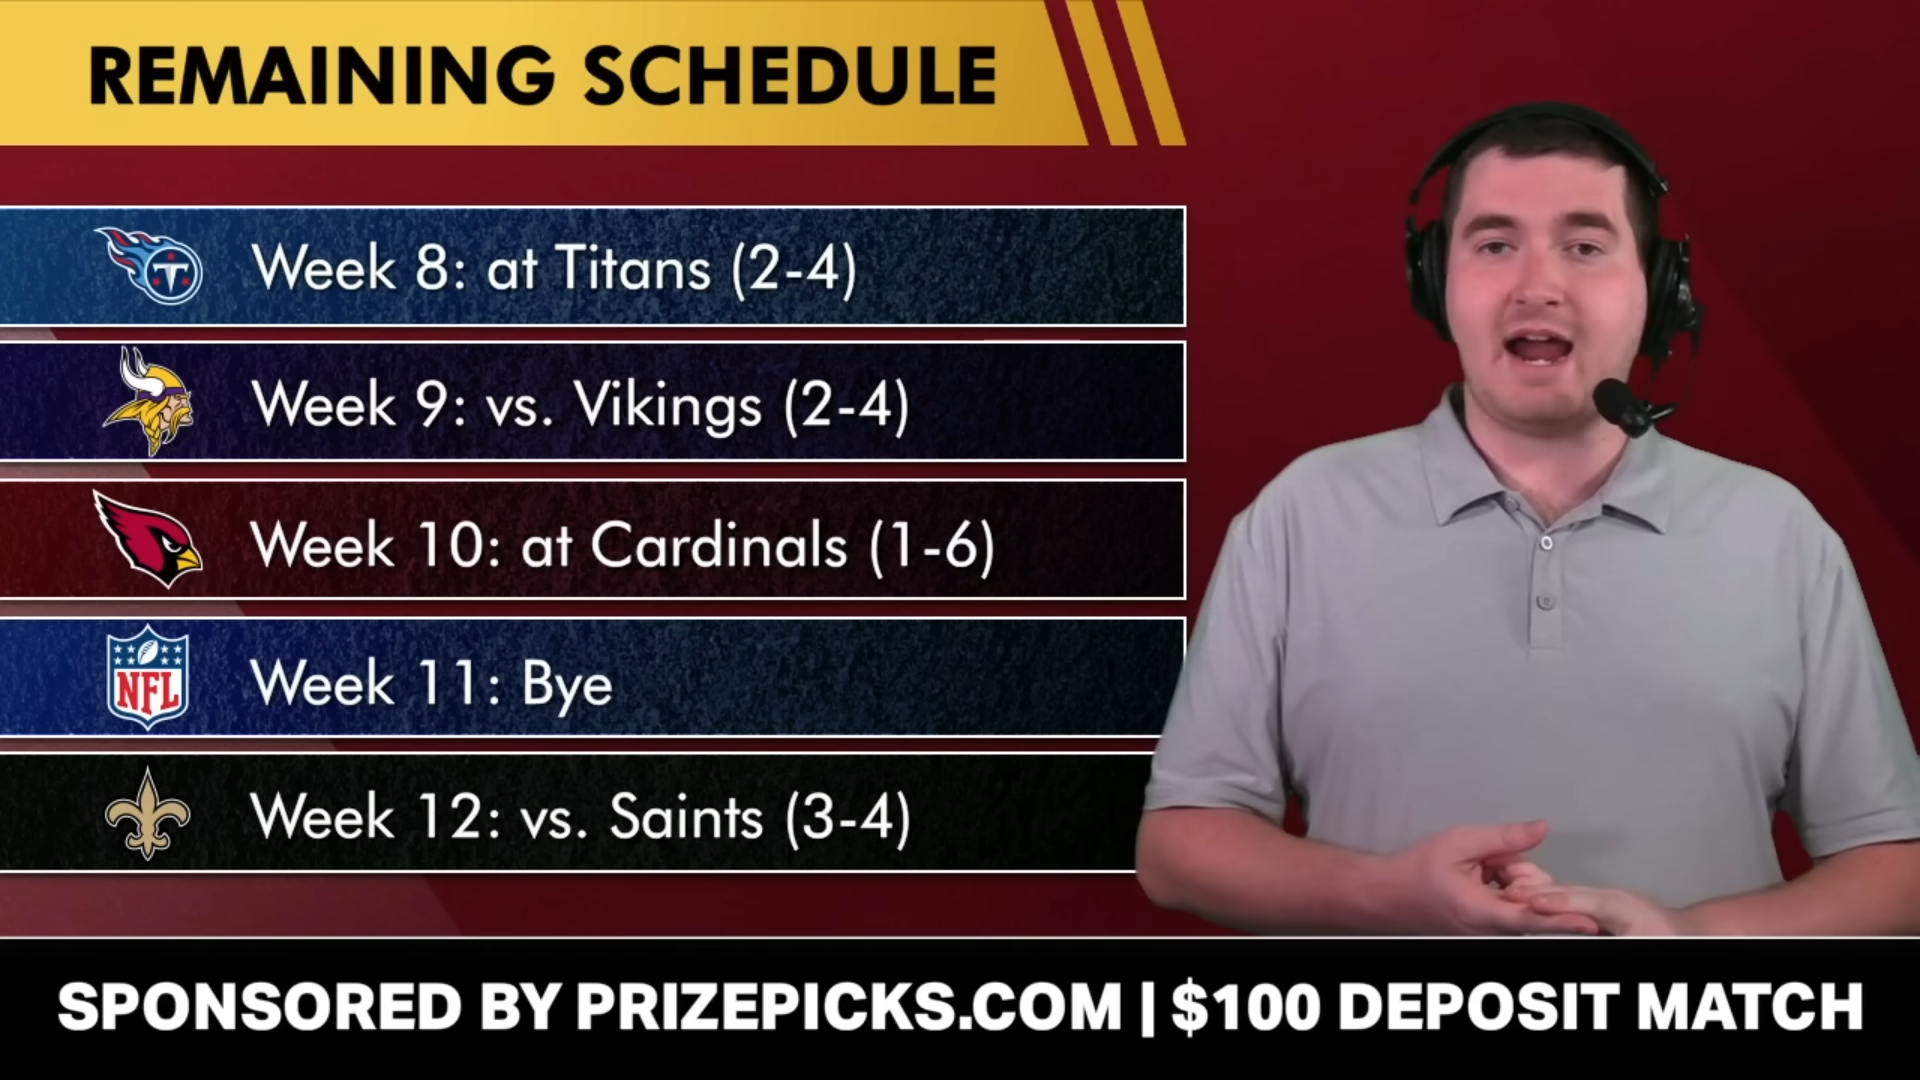 REMAINING SCHEDULE
Week 8: at Titans (2-4)
Week 9: vs. Vikings (2-4)
Week 10: at Cardinals (1-6)
NFL
Week 11: Bye
Week 12: vs. Saints (3-4)
SPONSORED BY PRIZEPICKS.COM | $100 DEPOSIT MATCH